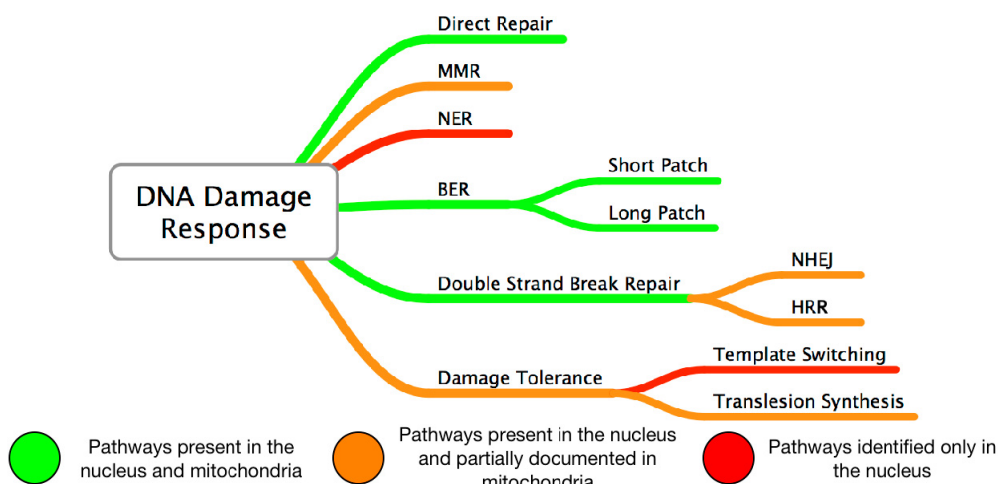 Direct Repair
MMR
NER
DNA Damage
Response
BER
Short Patch
Long Patch
Double Strand Break Repair
NHEJ
HRR
Damage Tolerance
Template Switching
Translesion Synthesis
Pathways present in the
nucleus and mitochondria
Pathways present in the nucleus
and partially documented in
mitochondria
Pathways identified only in
the nucleus